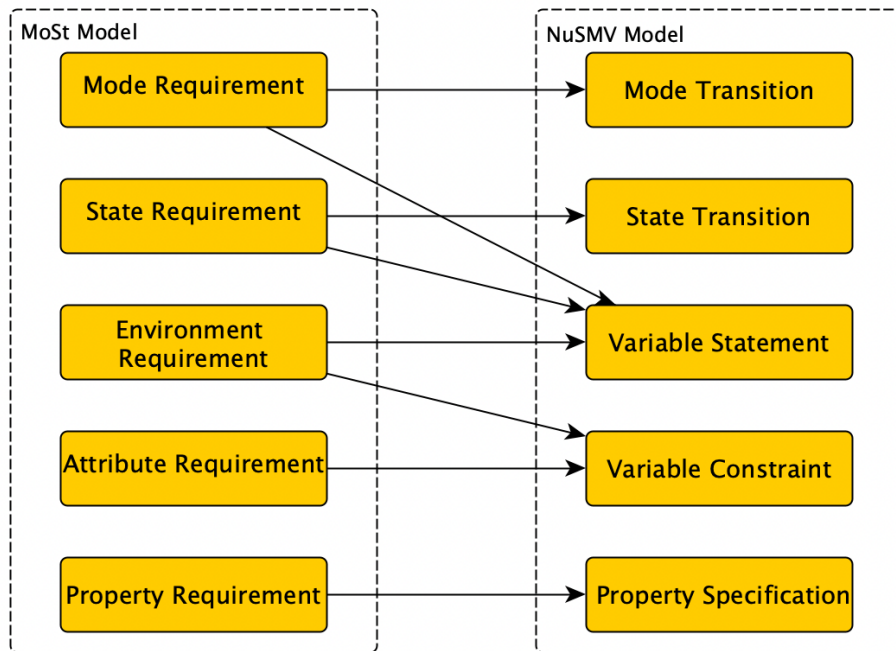 MoSt Model
Mode Requirement
State Requirement
Environment
Requirement
Attribute Requirement
Property Requirement
NuSMV Model
Mode Transition
State Transition
Variable Statement
Variable Constraint
Property Specification